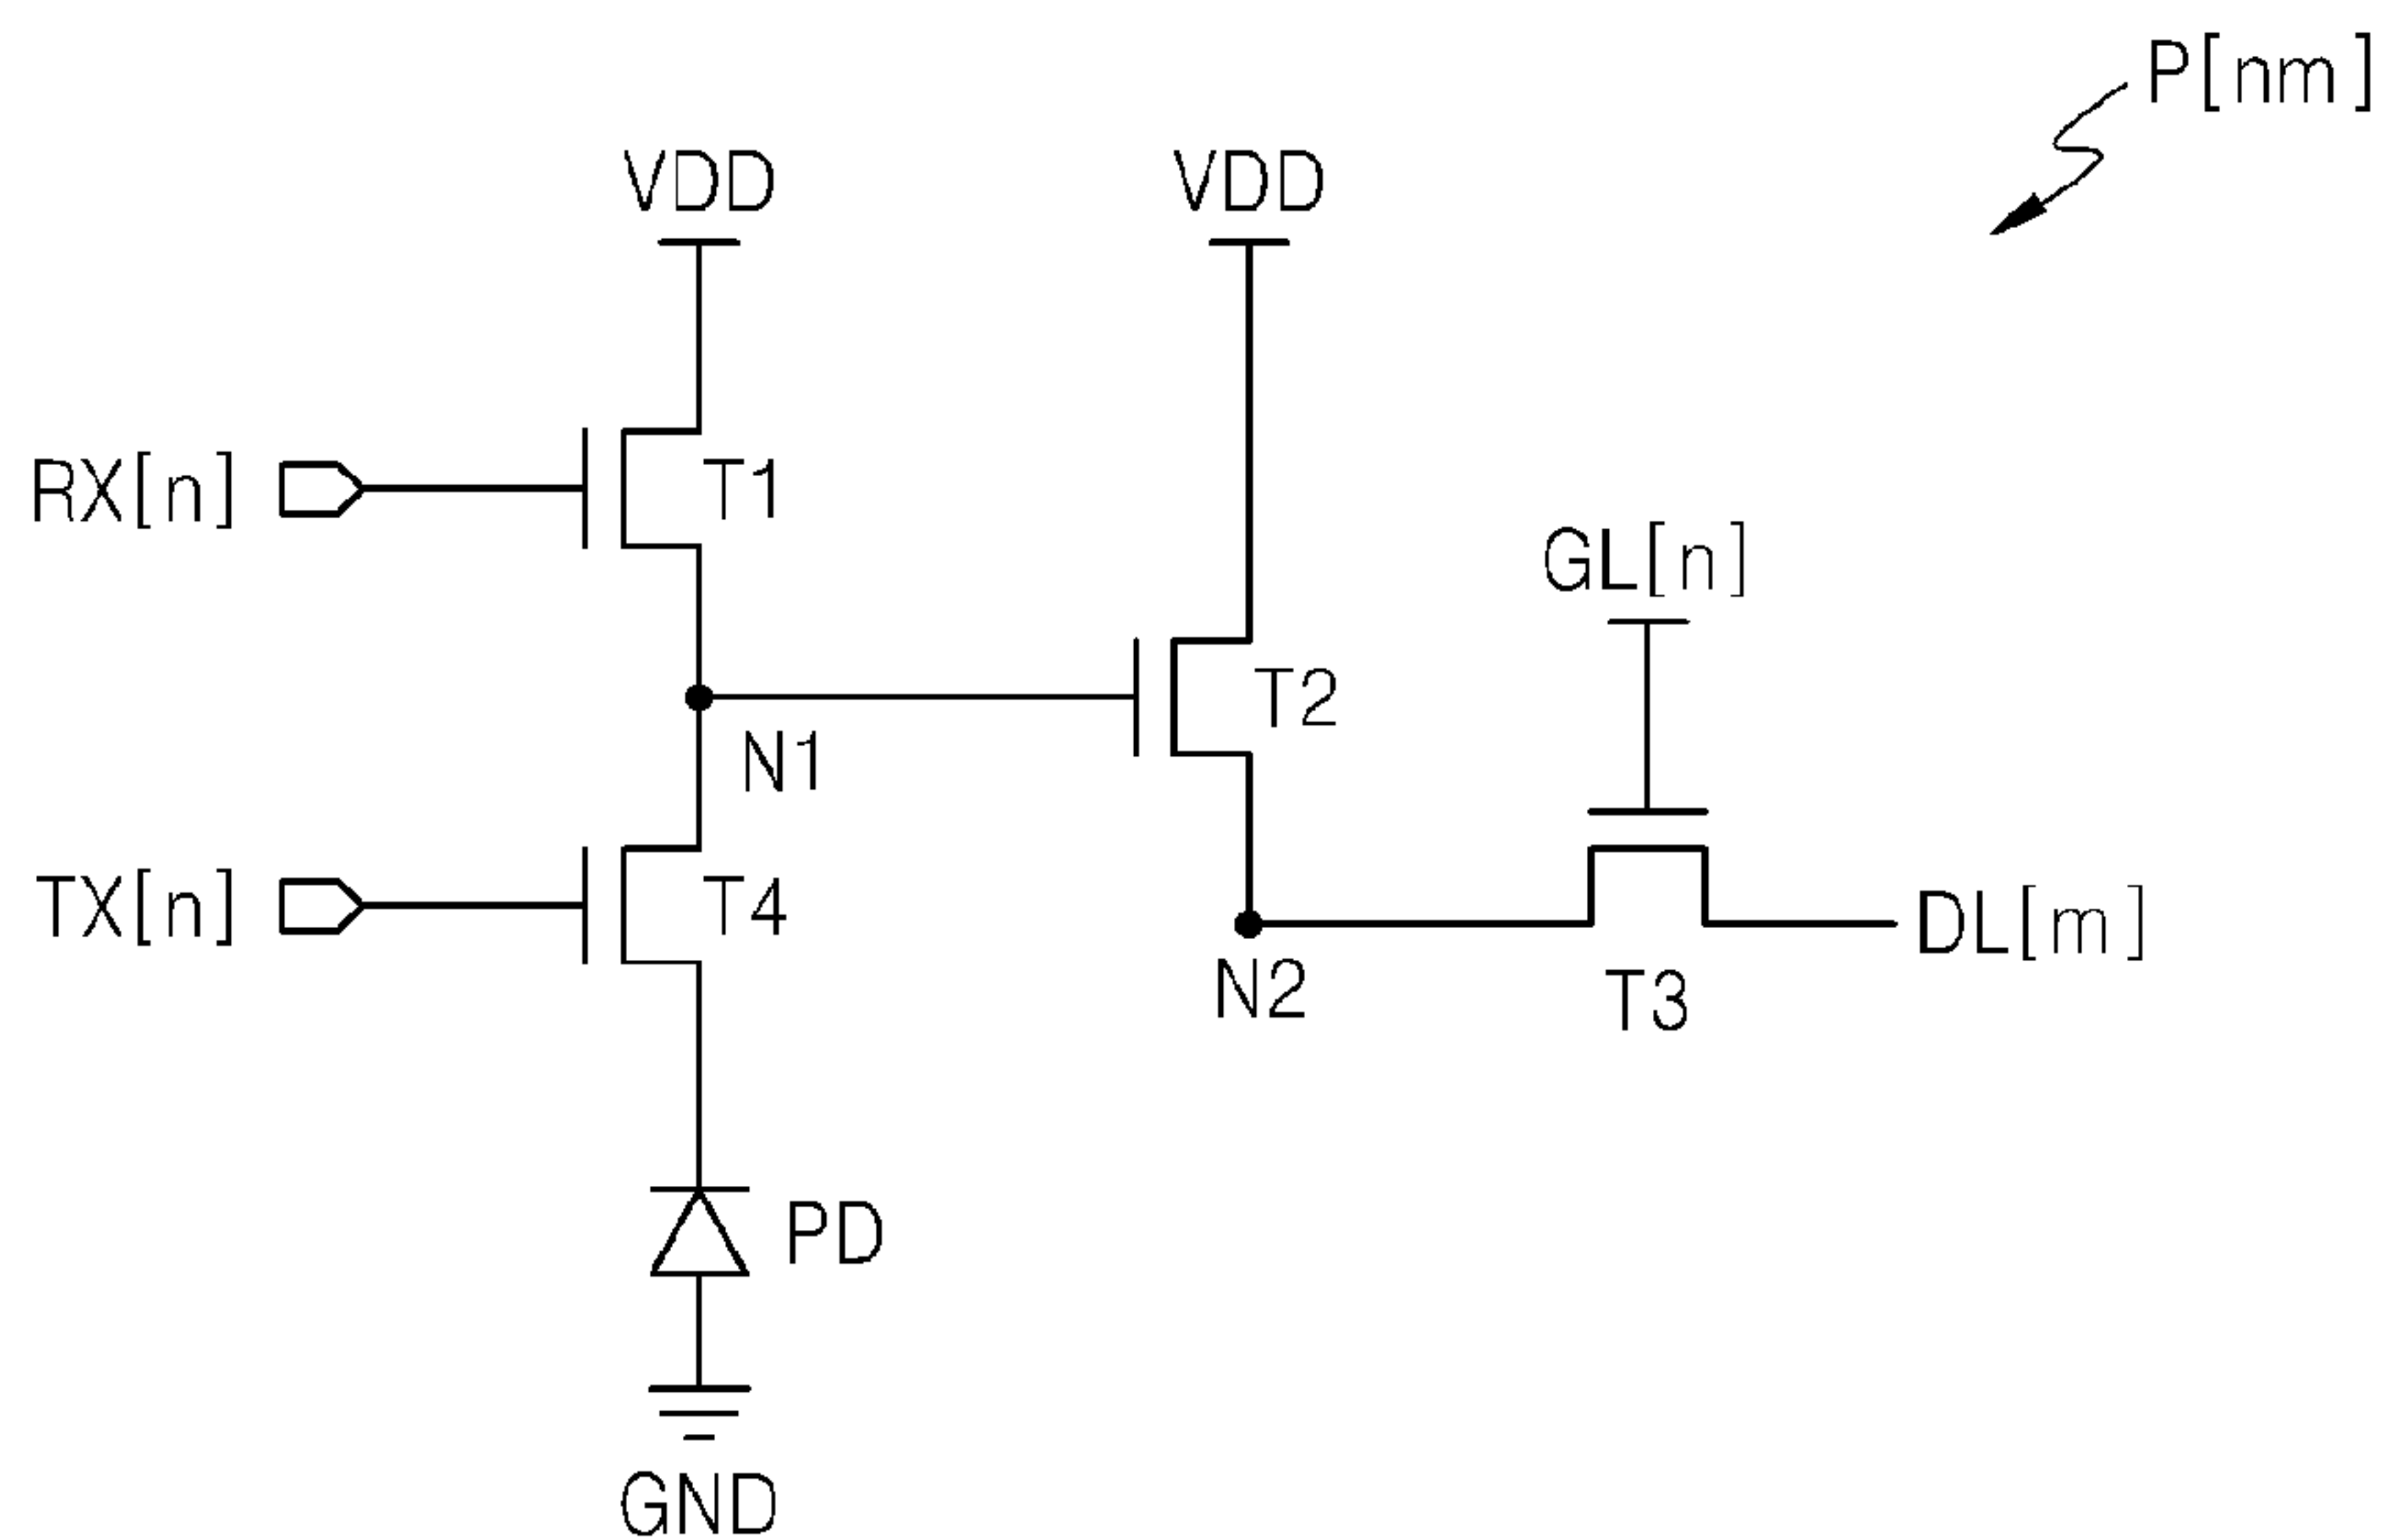 P[nm]
VDD
VDD
RX[n]
T1
GL[n]
T2
N1
TX[n]
T4
DL[m]
N2
T3
PD
GND